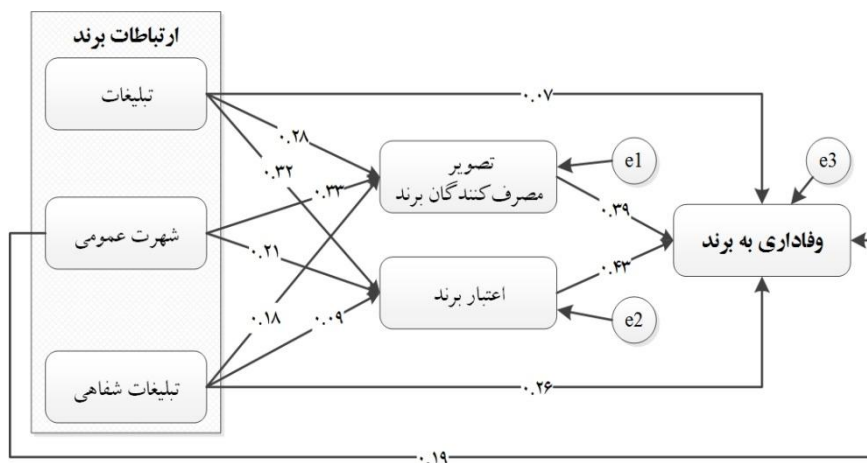 ارتباطات برند
تبلیغات
۰.۰۷
۰.۲۸
تصویر
مصرف‌کنندگان برند
e1
e3
۰.۳۲
۰.۳۳
۰.۳۹
شهرت عمومی
وفاداری به برند
۰.۲۱
۰.۴۳
اعتبار برند
۰.۱۸
۰.۰۹
e2
تبلیغات شفاهی
۰.۲۶
۰.۱۹